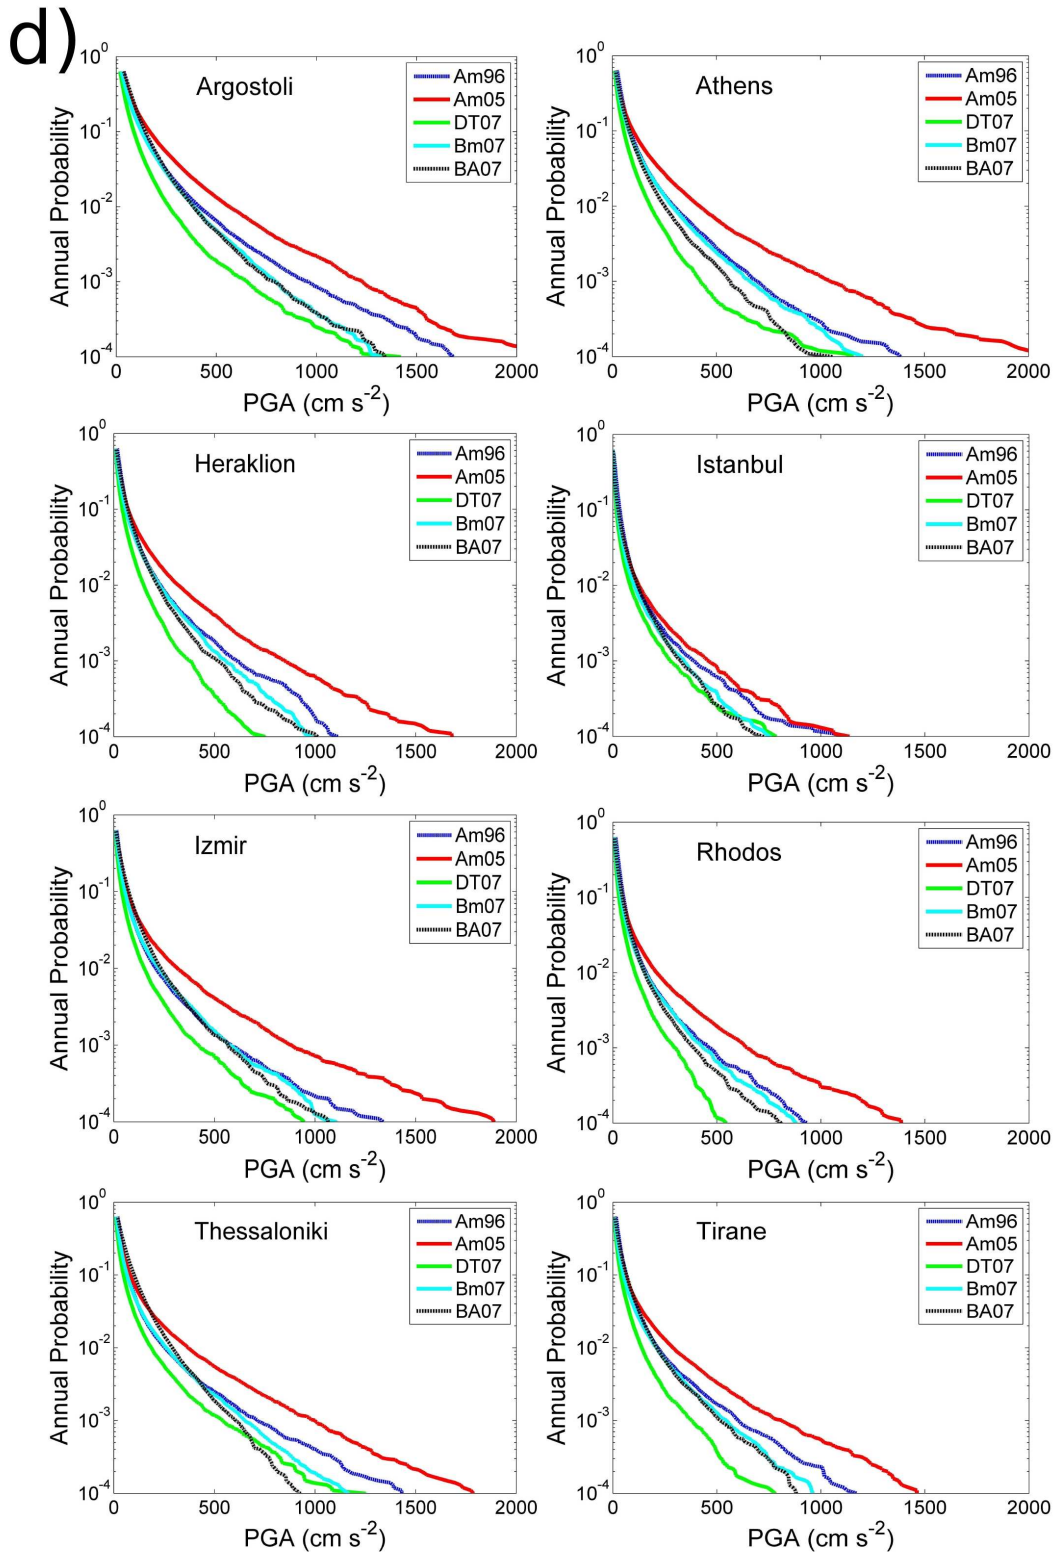 d)
Argostoli
Am96
Am05
DT07
Bm07
BA07
10^0
10^-1
10^-2
10^-3
10^-4
Annual Probability
0 500 1000 1500 2000
PGA (cm s^-2)
Athens
Am96
Am05
DT07
Bm07
BA07
10^0
10^-1
10^-2
10^-3
10^-4
Annual Probability
0 500 1000 1500 2000
PGA (cm s^-2)
Heraklion
Am96
Am05
DT07
Bm07
BA07
10^0
10^-1
10^-2
10^-3
10^-4
Annual Probability
0 500 1000 1500 2000
PGA (cm s^-2)
Istanbul
Am96
Am05
DT07
Bm07
BA07
10^0
10^-1
10^-2
10^-3
10^-4
Annual Probability
0 500 1000 1500 2000
PGA (cm s^-2)
Izmir
Am96
Am05
DT07
Bm07
BA07
10^0
10^-1
10^-2
10^-3
10^-4
Annual Probability
0 500 1000 1500 2000
PGA (cm s^-2)
Rhodos
Am96
Am05
DT07
Bm07
BA07
10^0
10^-1
10^-2
10^-3
10^-4
Annual Probability
0 500 1000 1500 2000
PGA (cm s^-2)
Thessaloniki
Am96
Am05
DT07
Bm07
BA07
10^0
10^-1
10^-2
10^-3
10^-4
Annual Probability
0 500 1000 1500 2000
PGA (cm s^-2)
Tirane
Am96
Am05
DT07
Bm07
BA07
10^0
10^-1
10^-2
10^-3
10^-4
Annual Probability
0 500 1000 1500 2000
PGA (cm s^-2)